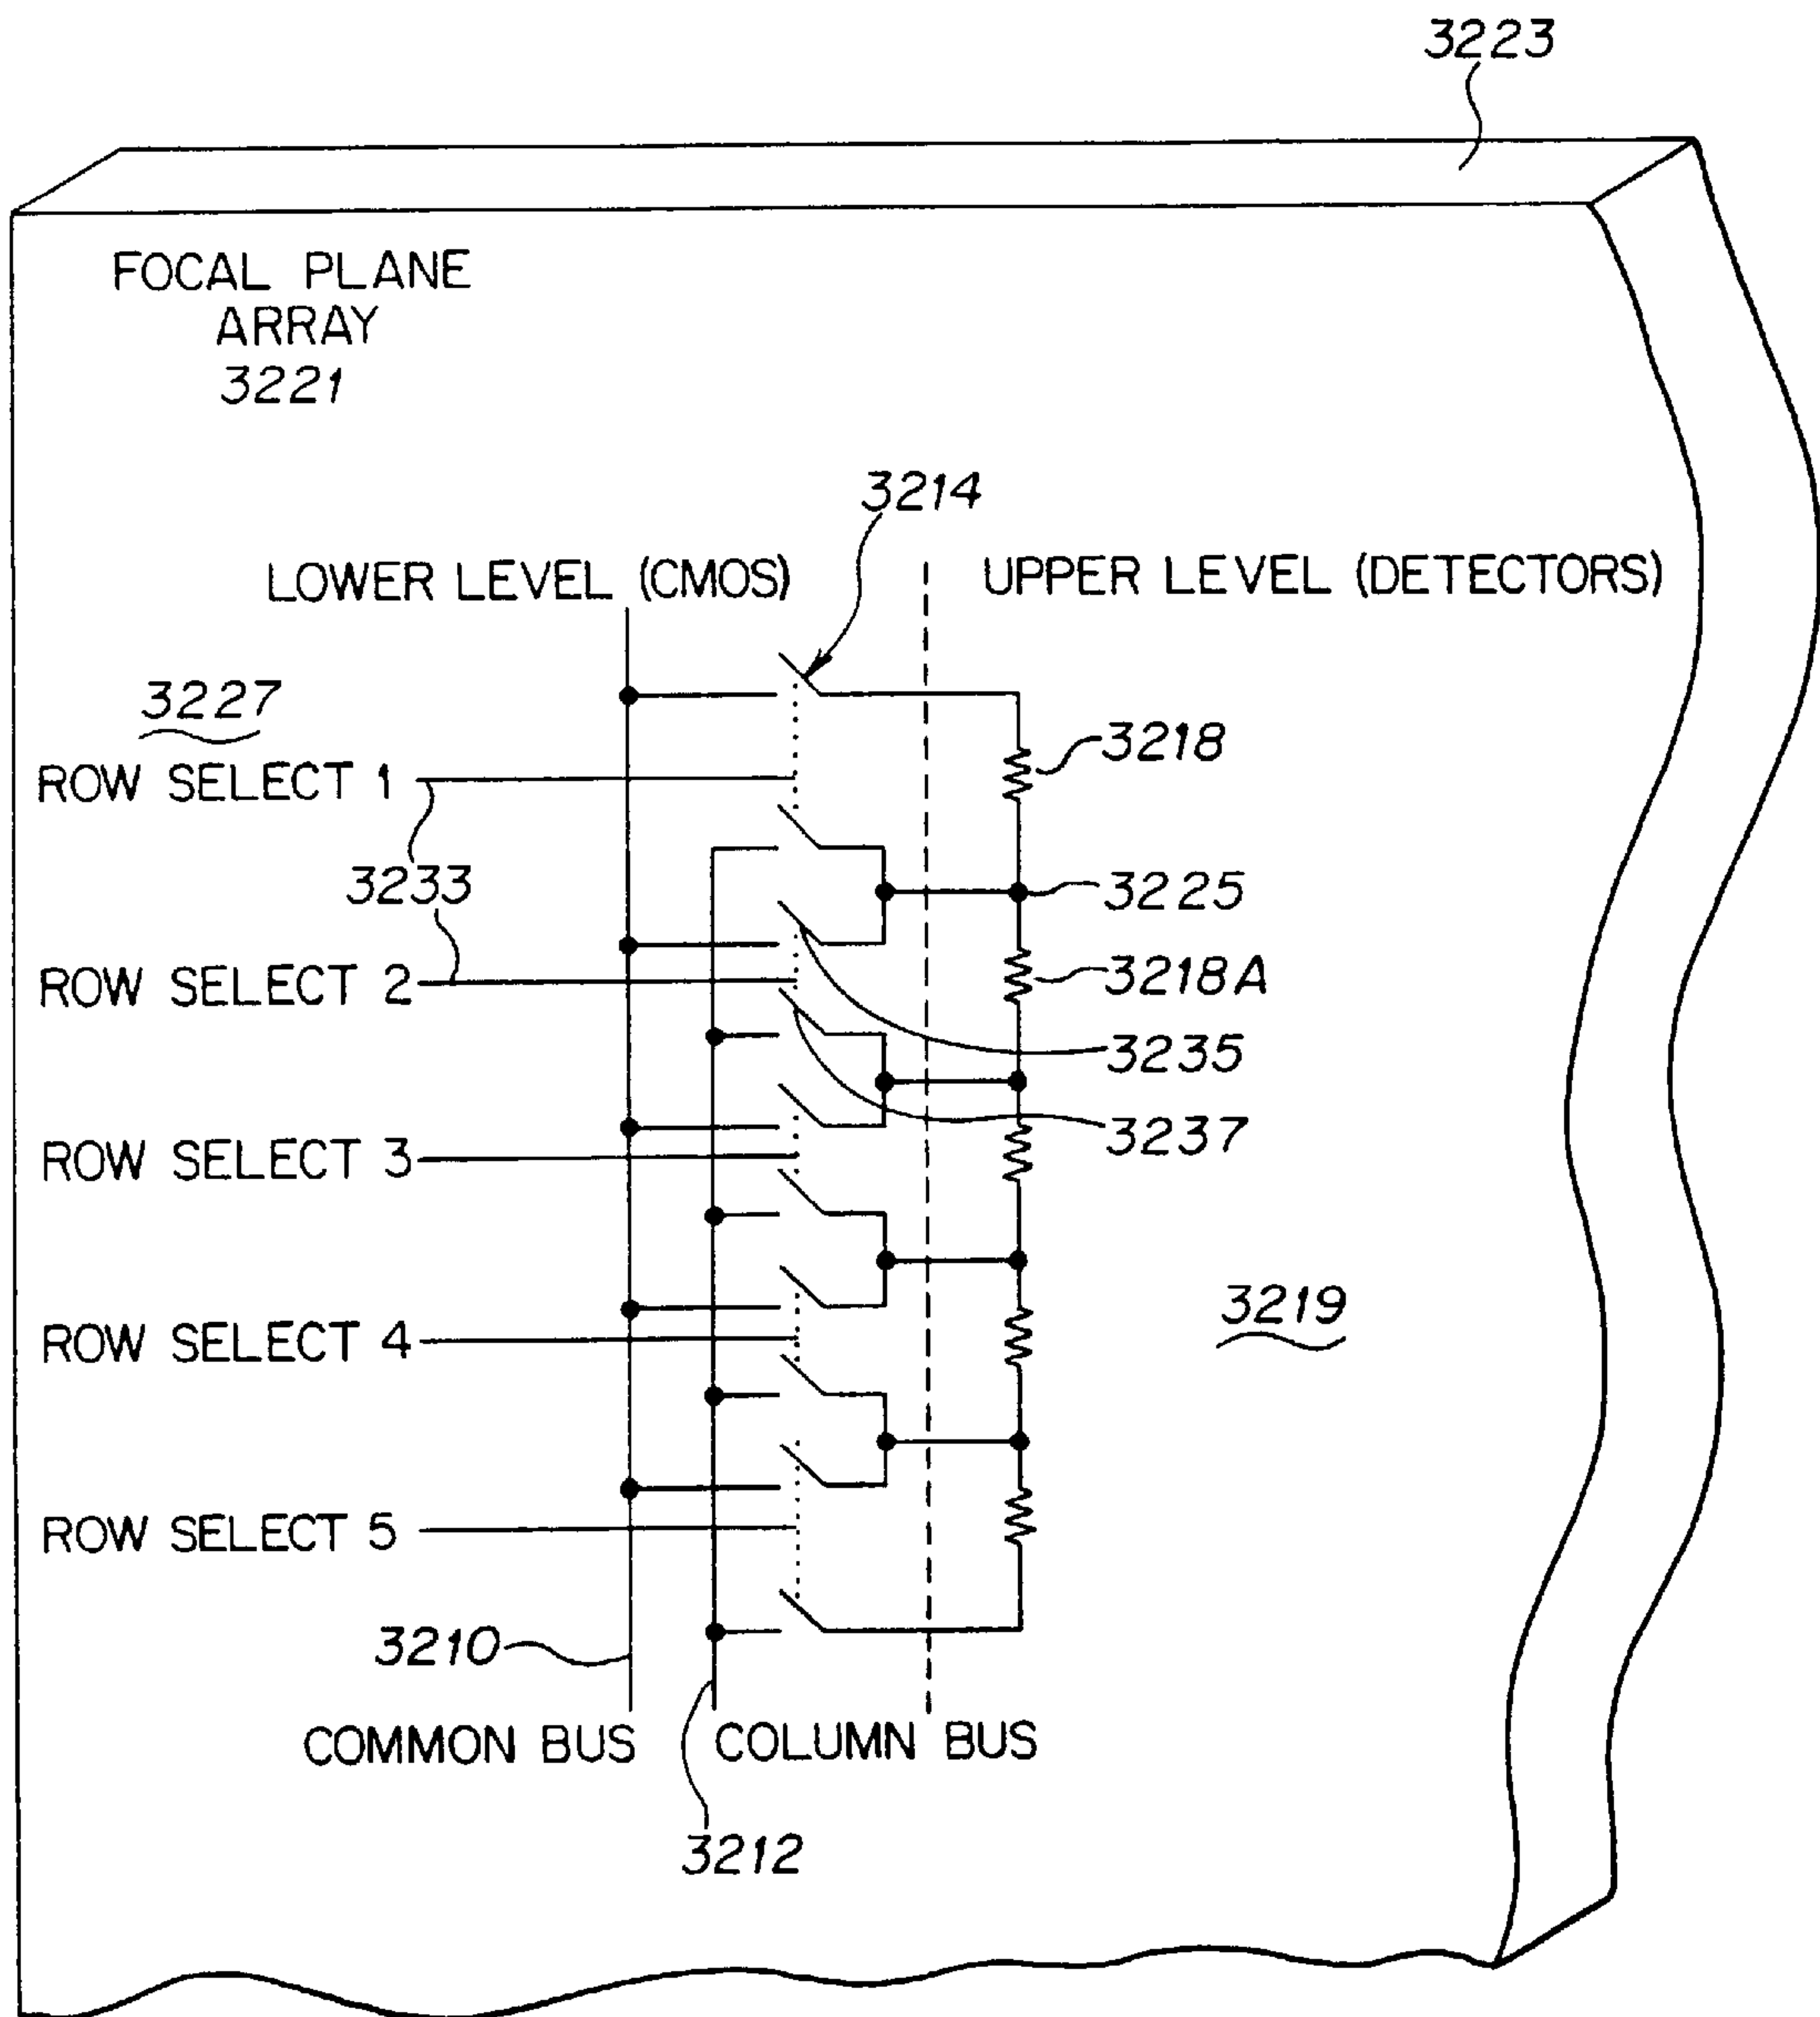 3223
FOCAL PLANE
ARRAY
3221
3214
LOWER LEVEL (CMOS)
UPPER LEVEL (DETECTORS)
3227
3218
ROW SELECT 1
3233
3225
ROW SELECT 2
3218A
3235
3237
ROW SELECT 3
3219
ROW SELECT 4
ROW SELECT 5
3210
COMMON BUS
COLUMN BUS
3212